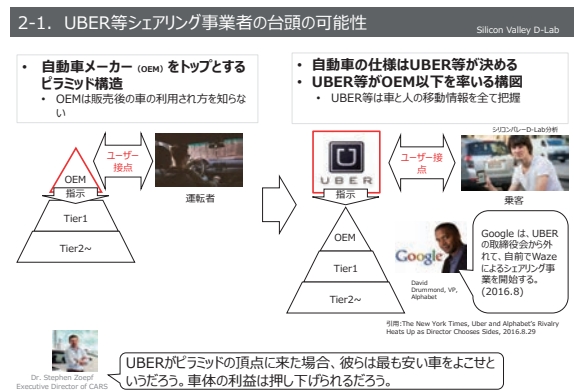 2-1. UBER等シェアリング事業者の台頭の可能性
Silicon Valley D-Lab
• 自動車メーカー (OEM) をトップとする
ピラミッド構造
• OEMは販売後の車の利用され方を知らな
い
• 自動車の仕様はUBER等が決める
• UBER等がOEM以下を率いる構図
• UBER等は車と人の移動情報を全て把握
シリコンバレーD-Lab分析
ユーザー
接点
OEM
指示
Tier1
Tier2~
運転者
UBER
指示
ユーザー接
点
乗客
OEM
Tier1
Tier2~
Google
David
Drummond, VP,
Alphabet
Google は、UBER
の取締役会から外
れて、自前でWaze
によるシェアリング事
業を開始する。
(2016.8)
引用:The New York Times, Uber and Alphabet's Rivalry
Heats Up as Director Chooses Sides, 2016.8.29
Dr. Stephen Zoepf
Executive Director of CARS
UBERがピラミッドの頂点に来た場合、彼らは最も安い車をよこせと
いうだろう。車体の利益は押し下げられるだろう。